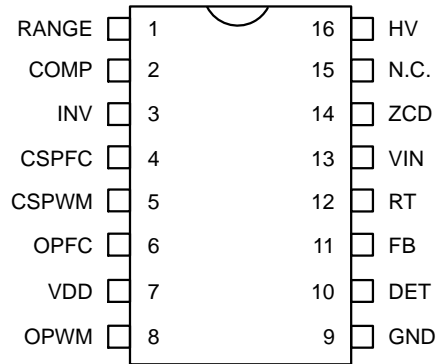 RANGE 1 16 HV
COMP 2 15 N.C.
INV 3 14 ZCD
CSPFC 4 13 VIN
CSPWM 5 12 RT
OPFC 6 11 FB
VDD 7 10 DET
OPWM 8 9 GND